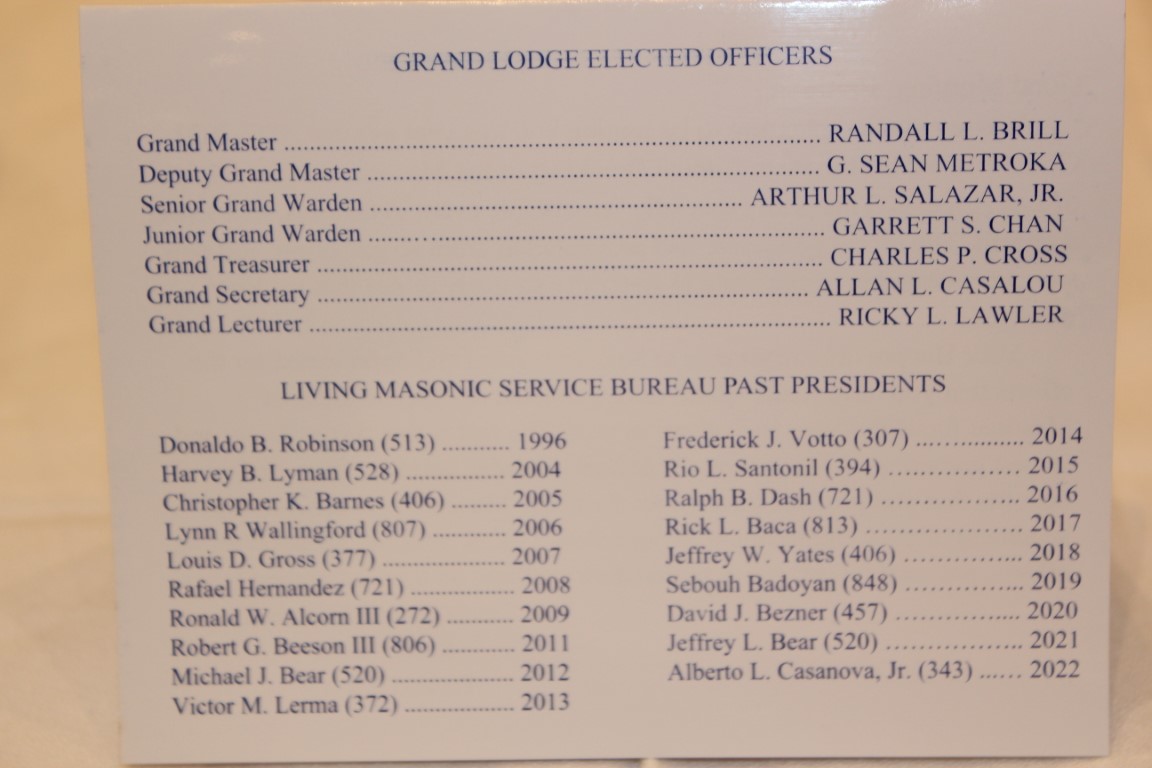 GRAND LODGE ELECTED OFFICERS
Grand Master ........................ RANDALL L. BRILL
Deputy Grand Master ........................ G. SEAN METROKA
Senior Grand Warden ........................ ARTHUR L. SALAZAR, JR.
Junior Grand Warden ........................ GARRETT S. CHAN
Grand Treasurer ........................ CHARLES P. CROSS
Grand Secretary ........................ ALLAN L. CASALOU
Grand Lecturer ........................ RICKY L. LAWLER
LIVING MASONIC SERVICE BUREAU PAST PRESIDENTS
Donaldo B. Robinson (513) ........... 1996
Harvey B. Lyman (528) ................ 2004
Christopher K. Barnes (406) ......... 2005
Lynn R Wallingford (807) ............ 2006
Louis D. Gross (377) .................... 2007
Rafael Hernandez (721) ................. 2008
Ronald W. Alcorn III (272) ........... 2009
Robert G. Beeson III (806) ............ 2011
Michael J. Bear (520) .................... 2012
Victor M. Lerma (372) .................. 2013
Frederick J. Votto (307) ................. 2014
Rio L. Santonil (394) ................ 2015
Ralph B. Dash (721) ................. 2016
Rick L. Baca (813) .................... 2017
Jeffrey W. Yates (406) ................ 2018
Sebouh Badoyan (848) ................ 2019
David J. Bezner (457) ................. 2020
Jeffrey L. Bear (520) .................. 2021
Alberto L. Casanova, Jr. (343) ...... 2022